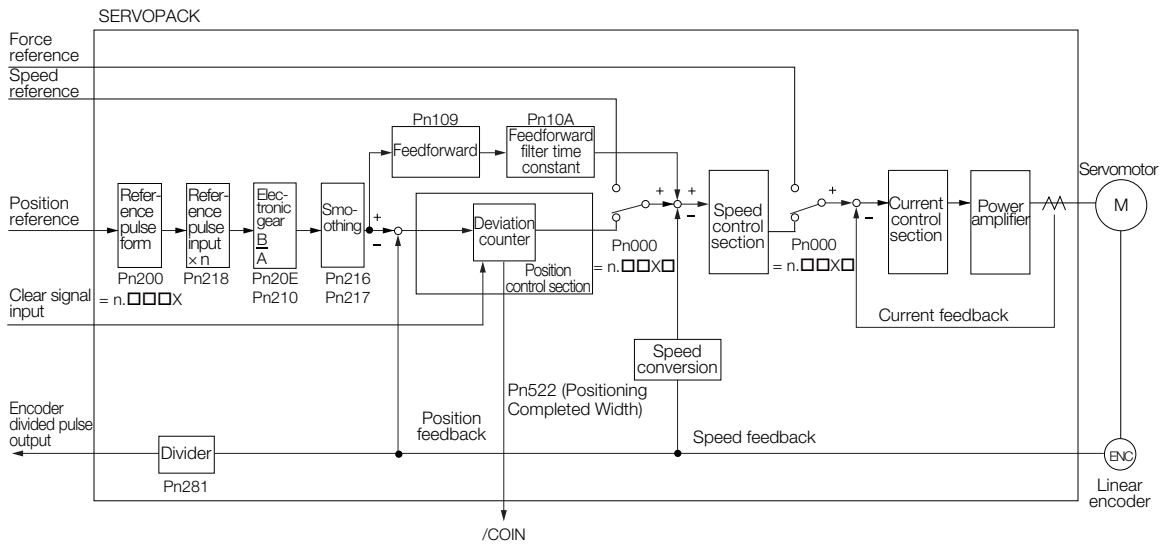 SERVOPACK
Force
reference
Speed
reference
Pn109
Feedforward
Pn10A
Feedforward
filter time
constant
Position
reference
Refer-
ence
pulse
form
Pn200
= n.□□□X
Refer-
ence
pulse
input
× n
Pn218
Elec-
tronic
gear
B
A
Pn20E
Pn210
Smo-
othing
Pn216
Pn217
+
−
Deviation
counter
Position
control section
Pn000
= n.□□X□
+
+
−
Speed
control
section
Pn000
= n.□□X□
+
−
Current
control
section
Power
amplifier
Servomotor
M
Clear signal
input
Current feedback
Speed
conversion
Pn522 (Positioning
Completed Width)
Encoder
divided pulse
output
Divider
Pn281
Position
feedback
Speed feedback
ENC
Linear
encoder
/COIN